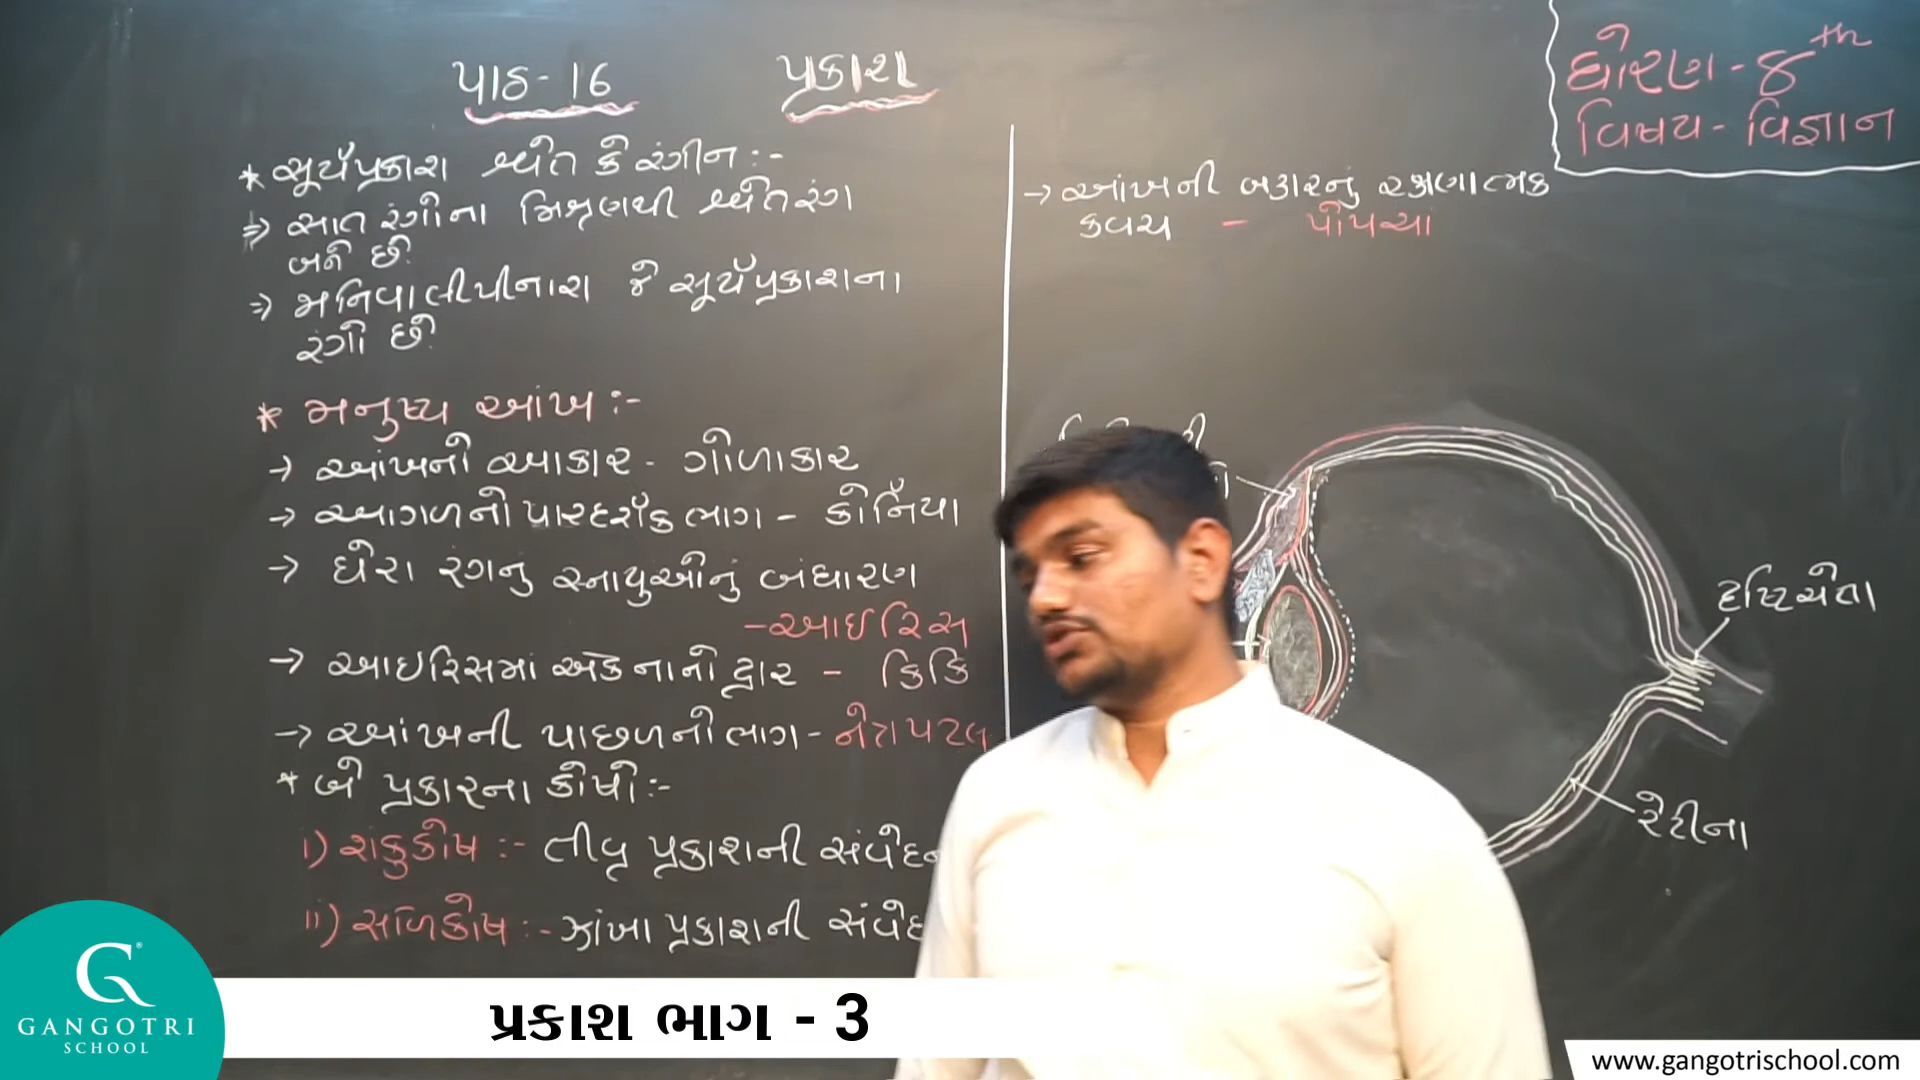 પાઠ - 16
પ્રકાશ
ધોરણ - 8th
વિષય - વિજ્ઞાન
* સૂર્યપ્રકાશ શ્વેત કે રંગીન :-
⇒ સાત રંગોના મિશ્રણથી શ્વેત રંગ
બને છે.
⇒ જાનિવાલીપીનારા જે સૂર્યપ્રકાશના
રંગો છે.
* મનુષ્ય આંખ :-
→ આંખનો આકાર - ગોળાકાર
→ આગળનો પારદર્શક ભાગ - કોર્નિયા
→ ઘેરા રંગનું સ્નાયુઓનું બંધારણ
- આઇરિસ
→ આઇરિસમાં એક નાનો દ્વાર - કિકિ
→ આંખની પાછળનો ભાગ - નેત્રપટલ
* બે પ્રકારના કોષો :-
i) શંકુકોષ :- તીવ્ર પ્રકાશની
ii) સળિકોષ :- ઝાંખા પ્રકાશની
→ આંખની બહારનું રક્ષણાત્મક
કવચ - પોપચા
દ્રષ્ટિચેતા
રેટીના
GANGOTRI
SCHOOL
પ્રકાશ ભાગ - 3
www.gangotrischool.com